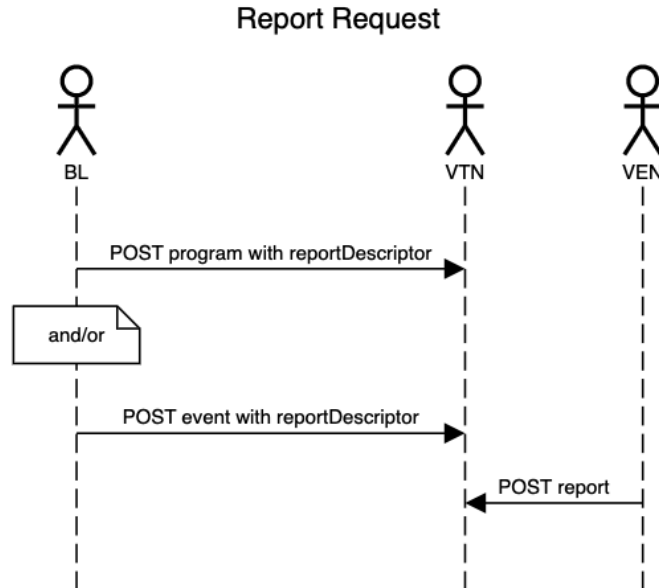 Report Request
BL
VTN
VEN
POST program with reportDescriptor
and/or
POST event with reportDescriptor
POST report